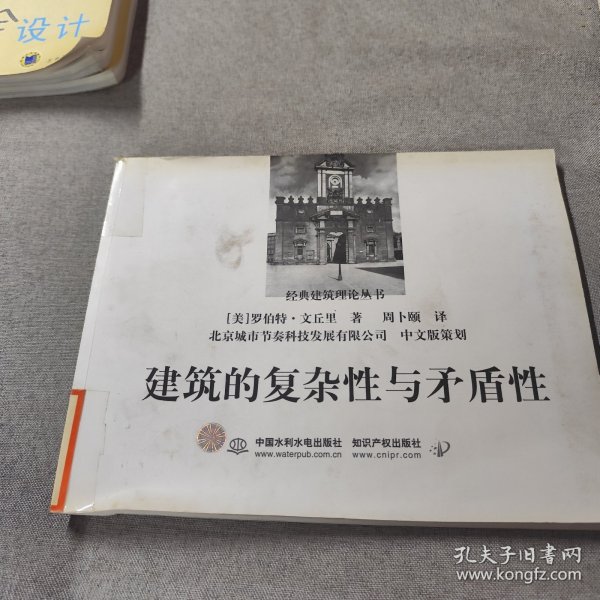 设计
经典建筑理论丛书
[美]罗伯特·文丘里 著 周卜颐 译
北京城市节奏科技发展有限公司 中文版策划
建筑的复杂性与矛盾性
中国水利水电出版社 知识产权出版社
www.waterpub.com.cn www.cnipr.com
孔夫子旧书网
www.kongfz.com